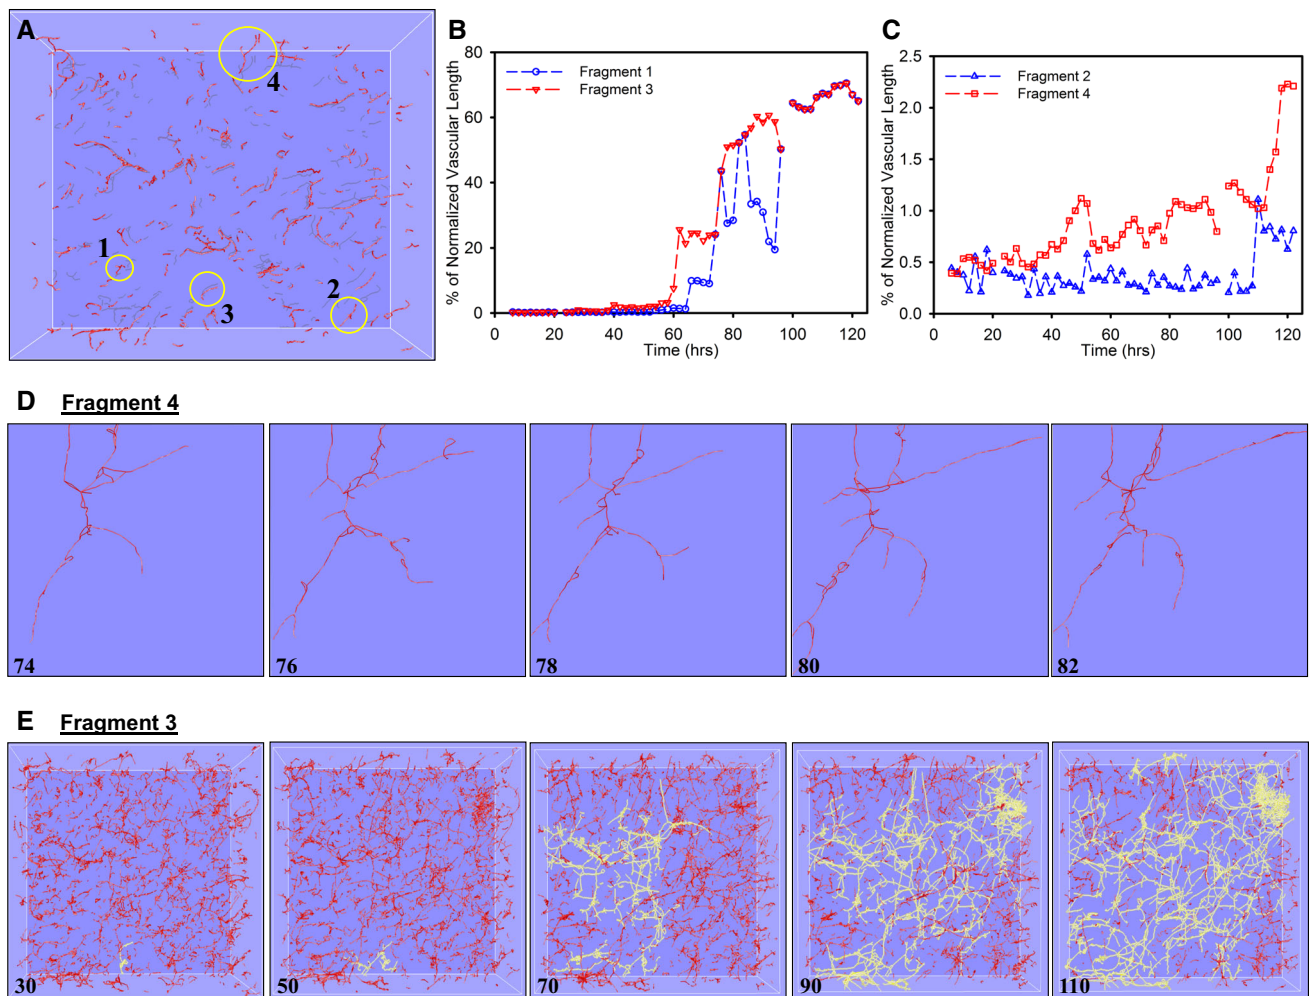 A
4
1
2
3
B
80
60
40
20
0
% of Normalized Vascular Length
Fragment 1
Fragment 3
0 20 40 60 80 100 120
Time (hrs)
C
2.5
2.0
1.5
1.0
0.5
0.0
% of Normalized Vascular Length
Fragment 2
Fragment 4
0 20 40 60 80 100 120
Time (hrs)
D Fragment 4
74
76
78
80
82
E Fragment 3
30
50
70
90
110